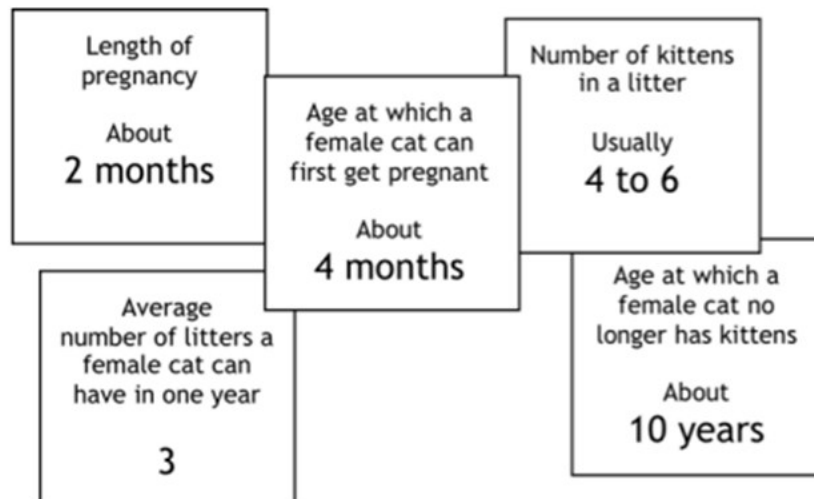 Length of
pregnancy
About
2 months
Age at which a
female cat can
first get pregnant
About
4 months
Number of kittens
in a litter
Usually
4 to 6
Average
number of litters a
female cat can
have in one year
3
Age at which a
female cat no
longer has kittens
About
10 years